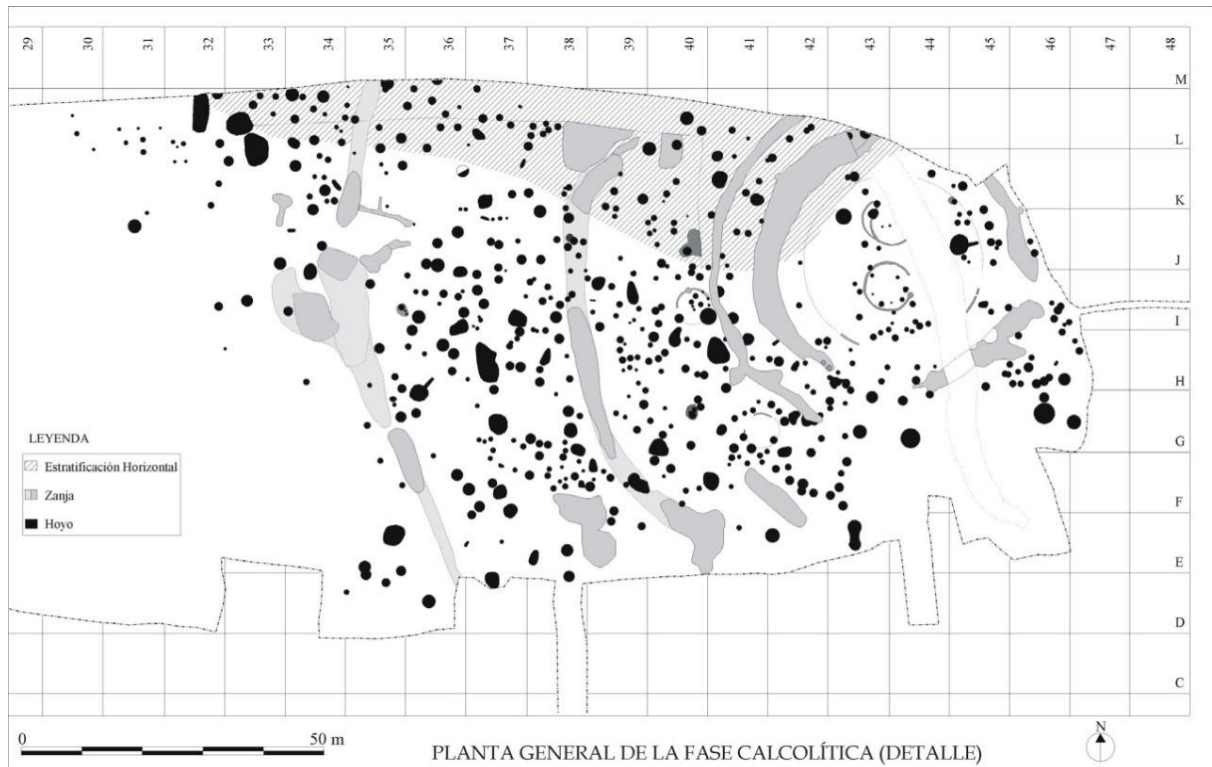 29 30 31 32 33 34 35 36 37 38 39 40 41 42 43 44 45 46 47 48
M
L
K
J
I
H
G
F
E
D
C
LEYENDA
Estratificación Horizontal
Zanja
Hoyo
0 50 m
PLANTA GENERAL DE LA FASE CALCOLÍTICA (DETALLE)
N